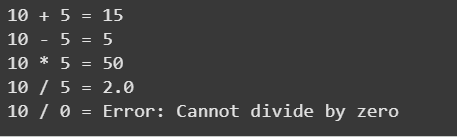 10 + 5 = 15
10 - 5 = 5
10 * 5 = 50
10 / 5 = 2.0
10 / 0 = Error: Cannot divide by zero